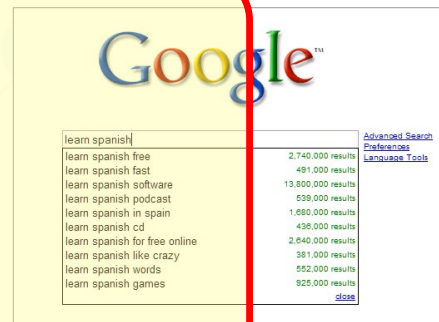 Google™
learn spanish
Advanced Search
Preferences
Language Tools
learn spanish free 2,740,000 results
learn spanish fast 491,000 results
learn spanish software 13,800,000 results
learn spanish podcast 539,000 results
learn spanish in spain 1,680,000 results
learn spanish cd 436,000 results
learn spanish for free online 2,640,000 results
learn spanish like crazy 381,000 results
learn spanish words 552,000 results
learn spanish games 925,000 results
close